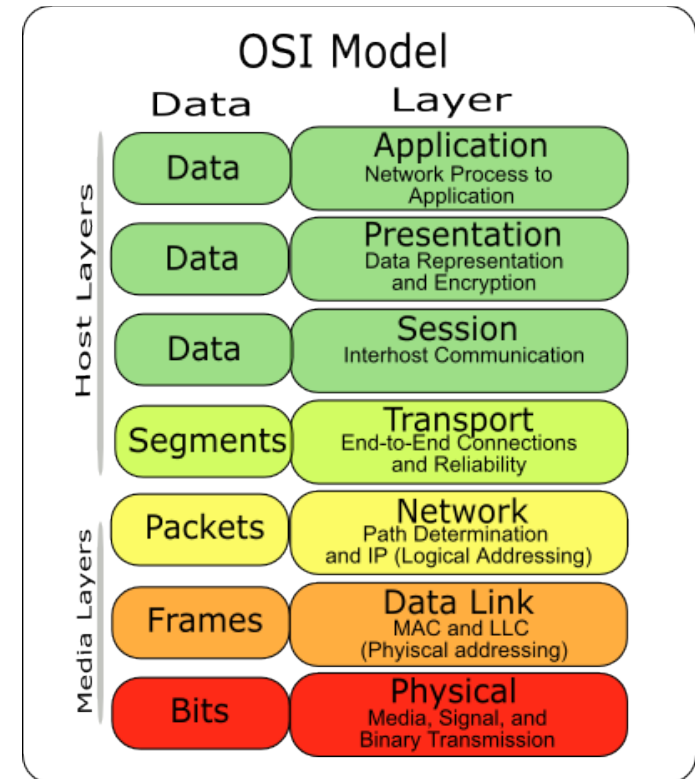 OSI Model
Data Layer
Host Layers
Data
Application
Network Process to
Application
Data
Presentation
Data Representation
and Encryption
Data
Session
Interhost Communication
Segments
Transport
End-to-End Connections
and Reliability
Media Layers
Packets
Network
Path Determination
and IP (Logical Addressing)
Frames
Data Link
MAC and LLC
(Phyiscal addressing)
Bits
Physical
Media, Signal, and
Binary Transmission